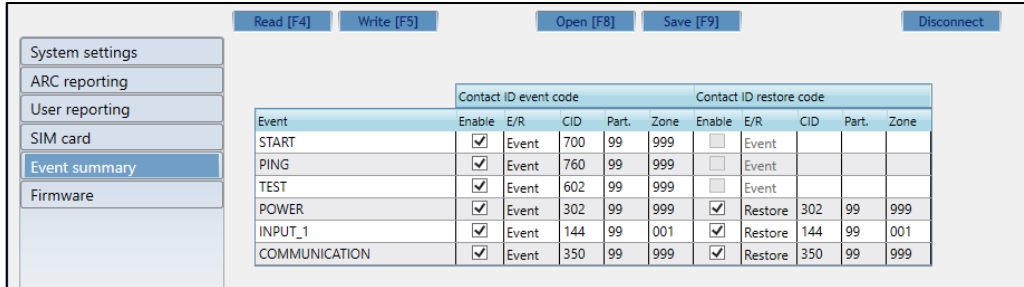 Read [F4] Write [F5] Open [F8] Save [F9] Disconnect
System settings
ARC reporting
User reporting
SIM card
Event summary
Firmware
Contact ID event code Contact ID restore code
Event Enable E/R CID Part. Zone Enable E/R CID Part. Zone
START Event 700 99 999 Event
PING Event 760 99 999 Event
TEST Event 602 99 999 Event
POWER Event 302 99 999 Restore 302 99 999
INPUT_1 Event 144 99 001 Restore 144 99 001
COMMUNICATION Event 350 99 999 Restore 350 99 999